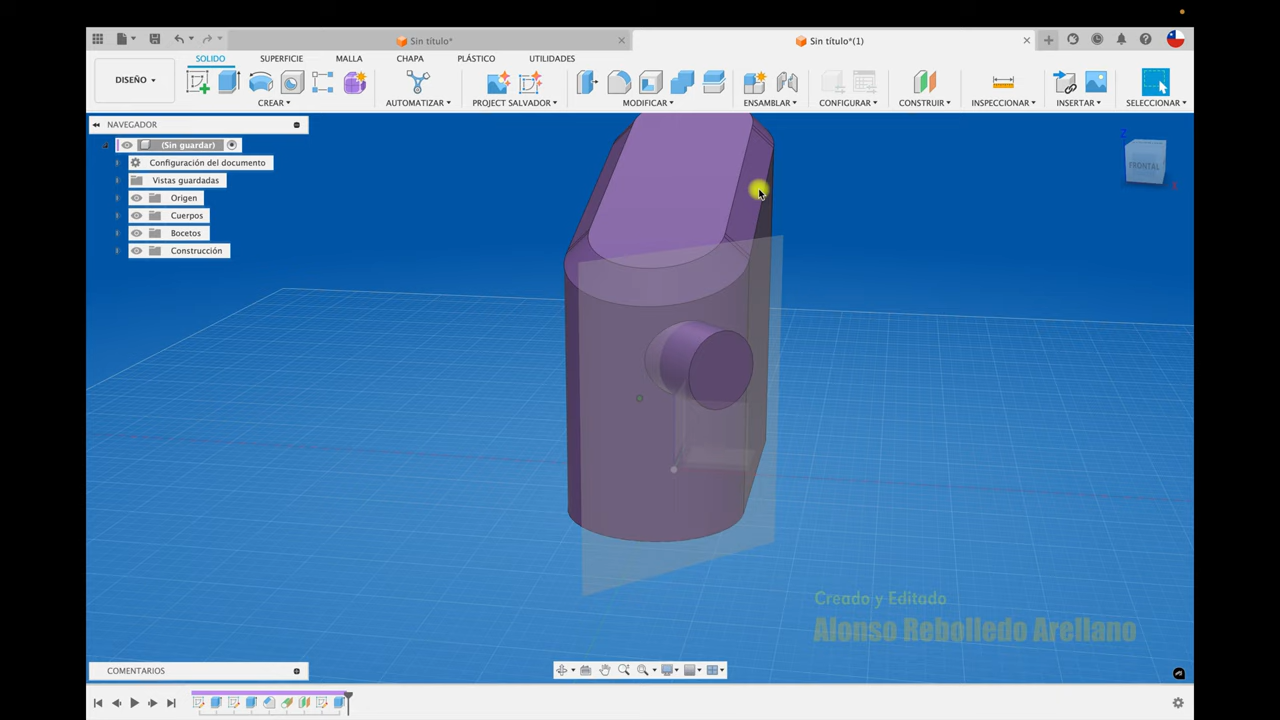 Sin título*
Sin título*(1)
DISEÑO
SOLIDO
SUPERFICIE
MALLA
CHAPA
PLÁSTICO
UTILIDADES
CREAR
AUTOMATIZAR
PROJECT SALVADOR
MODIFICAR
ENSAMBLAR
CONFIGURAR
CONSTRUIR
INSPECCIONAR
INSERTAR
SELECCIONAR
NAVEGADOR
(Sin guardar)
Configuración del documento
Vistas guardadas
Origen
Cuerpos
Bocetos
Construcción
Z
FRONTAL
X
Creado y Editado
Alonso Rebolledo Arellano
COMENTARIOS